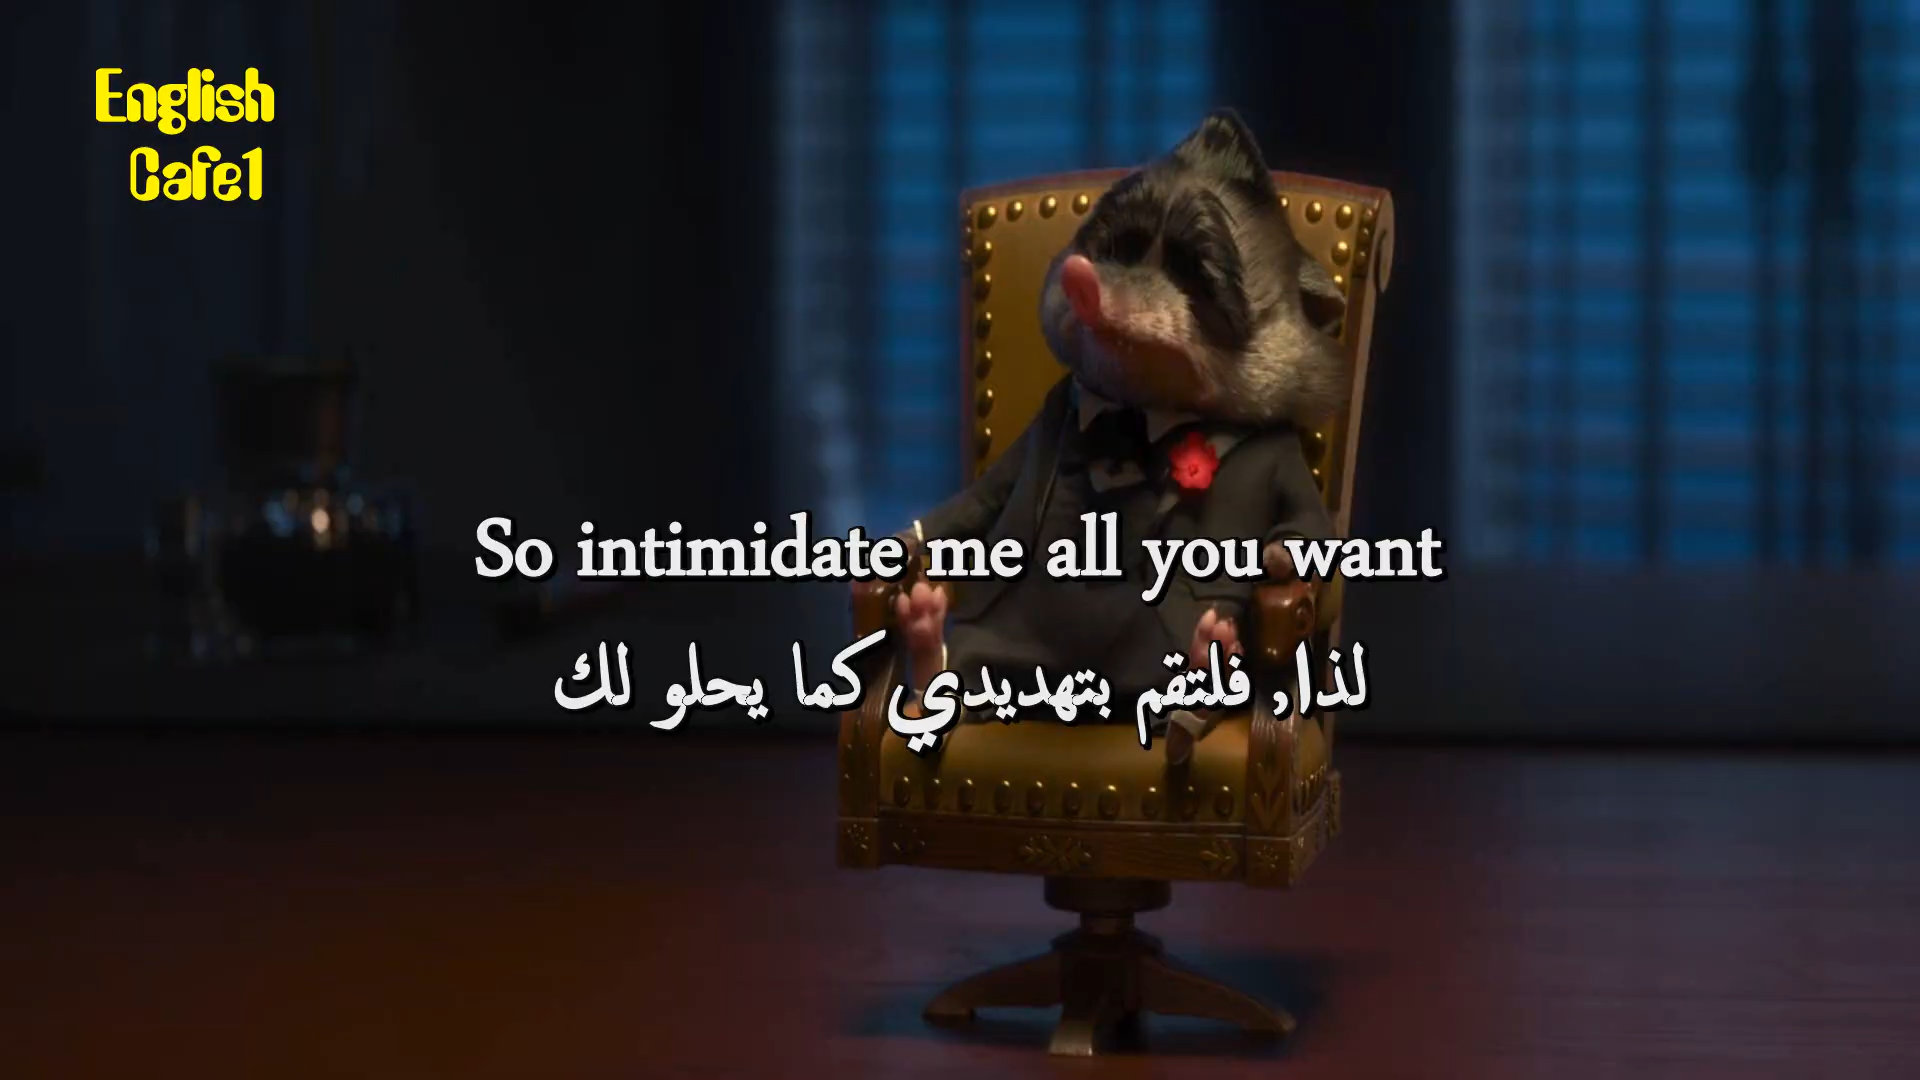 English
Cafe1
So intimidate me all you want
لذا, فلتقم بتهديدي كما يحلو لك